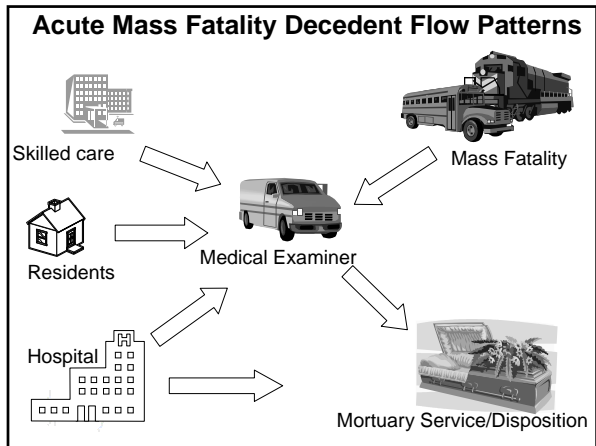 Acute Mass Fatality Decedent Flow Patterns
Skilled care
Mass Fatality
Residents
Medical Examiner
Hospital
H
Mortuary Service/Disposition